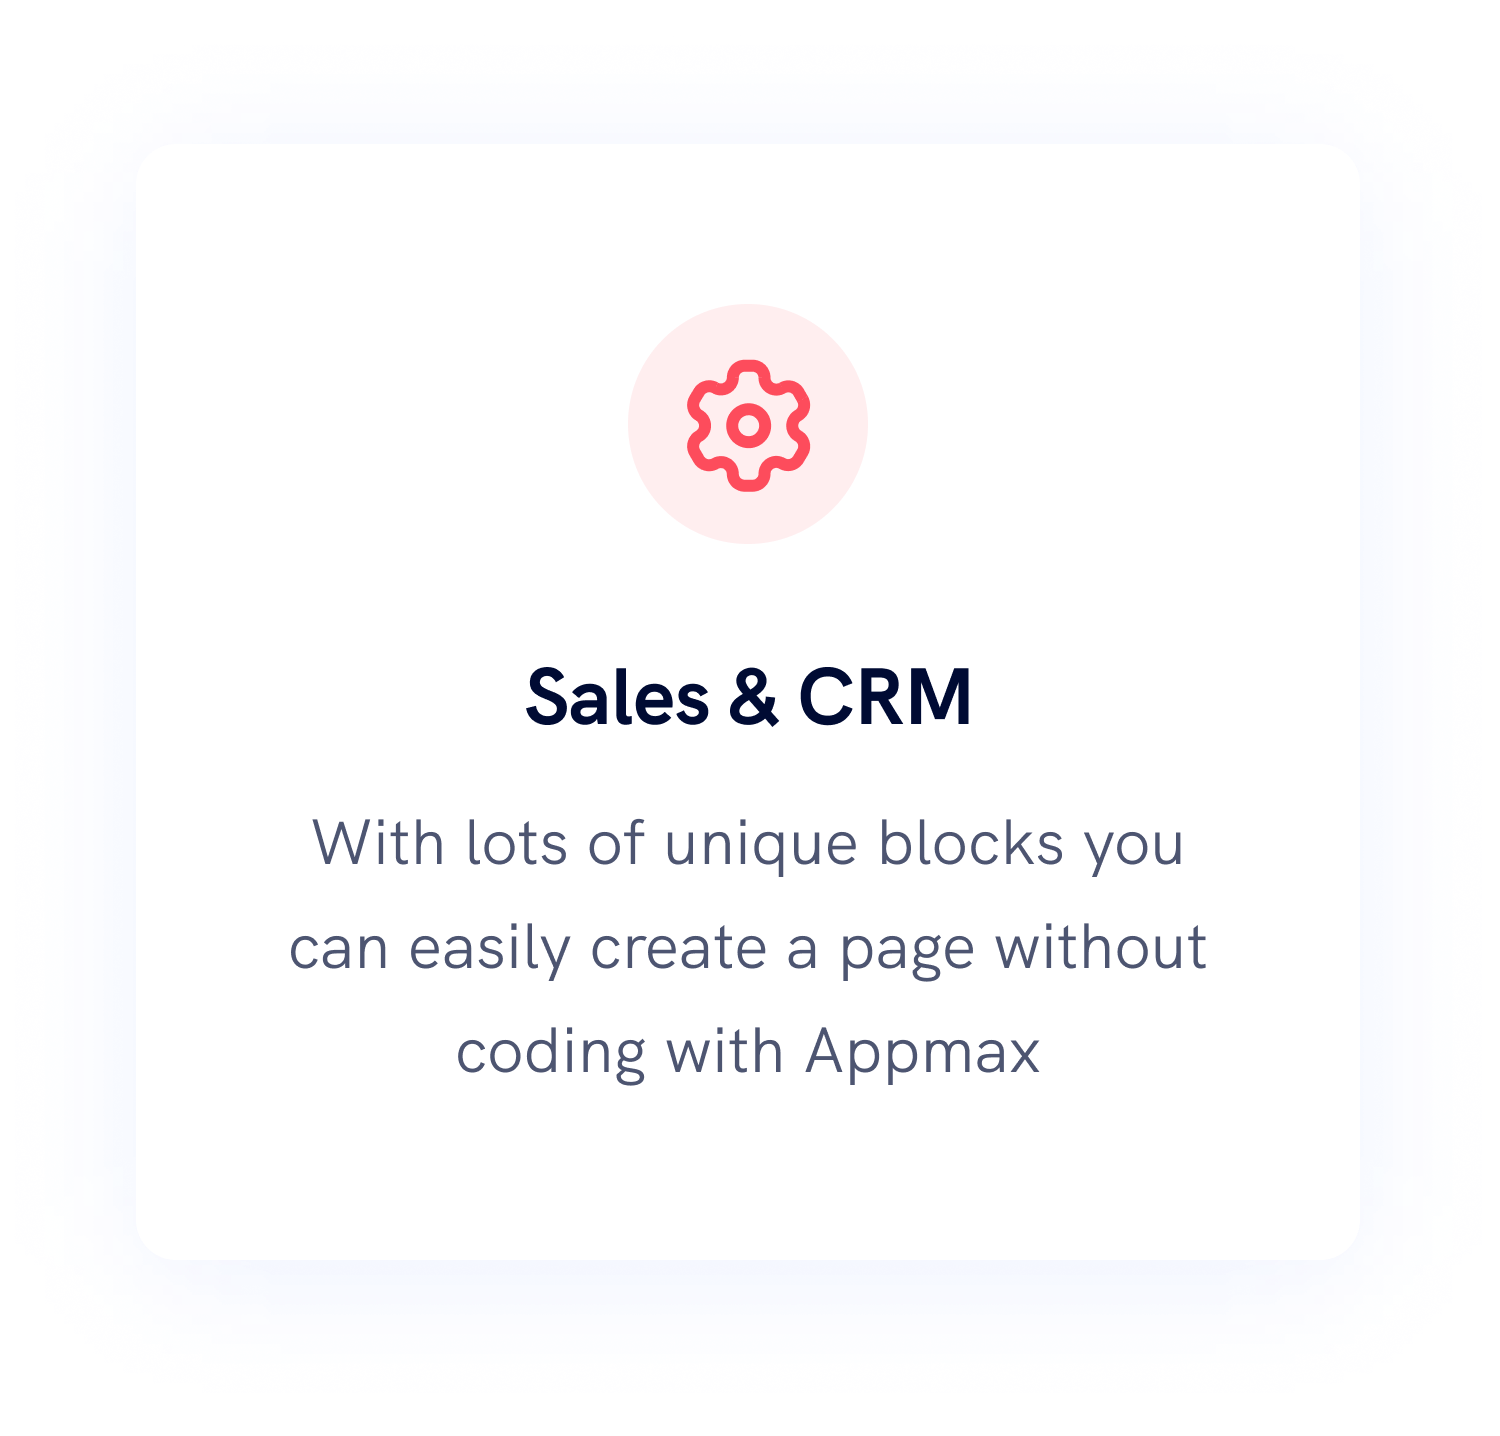 Sales & CRM
With lots of unique blocks you
can easily create a page without
coding with Appmax